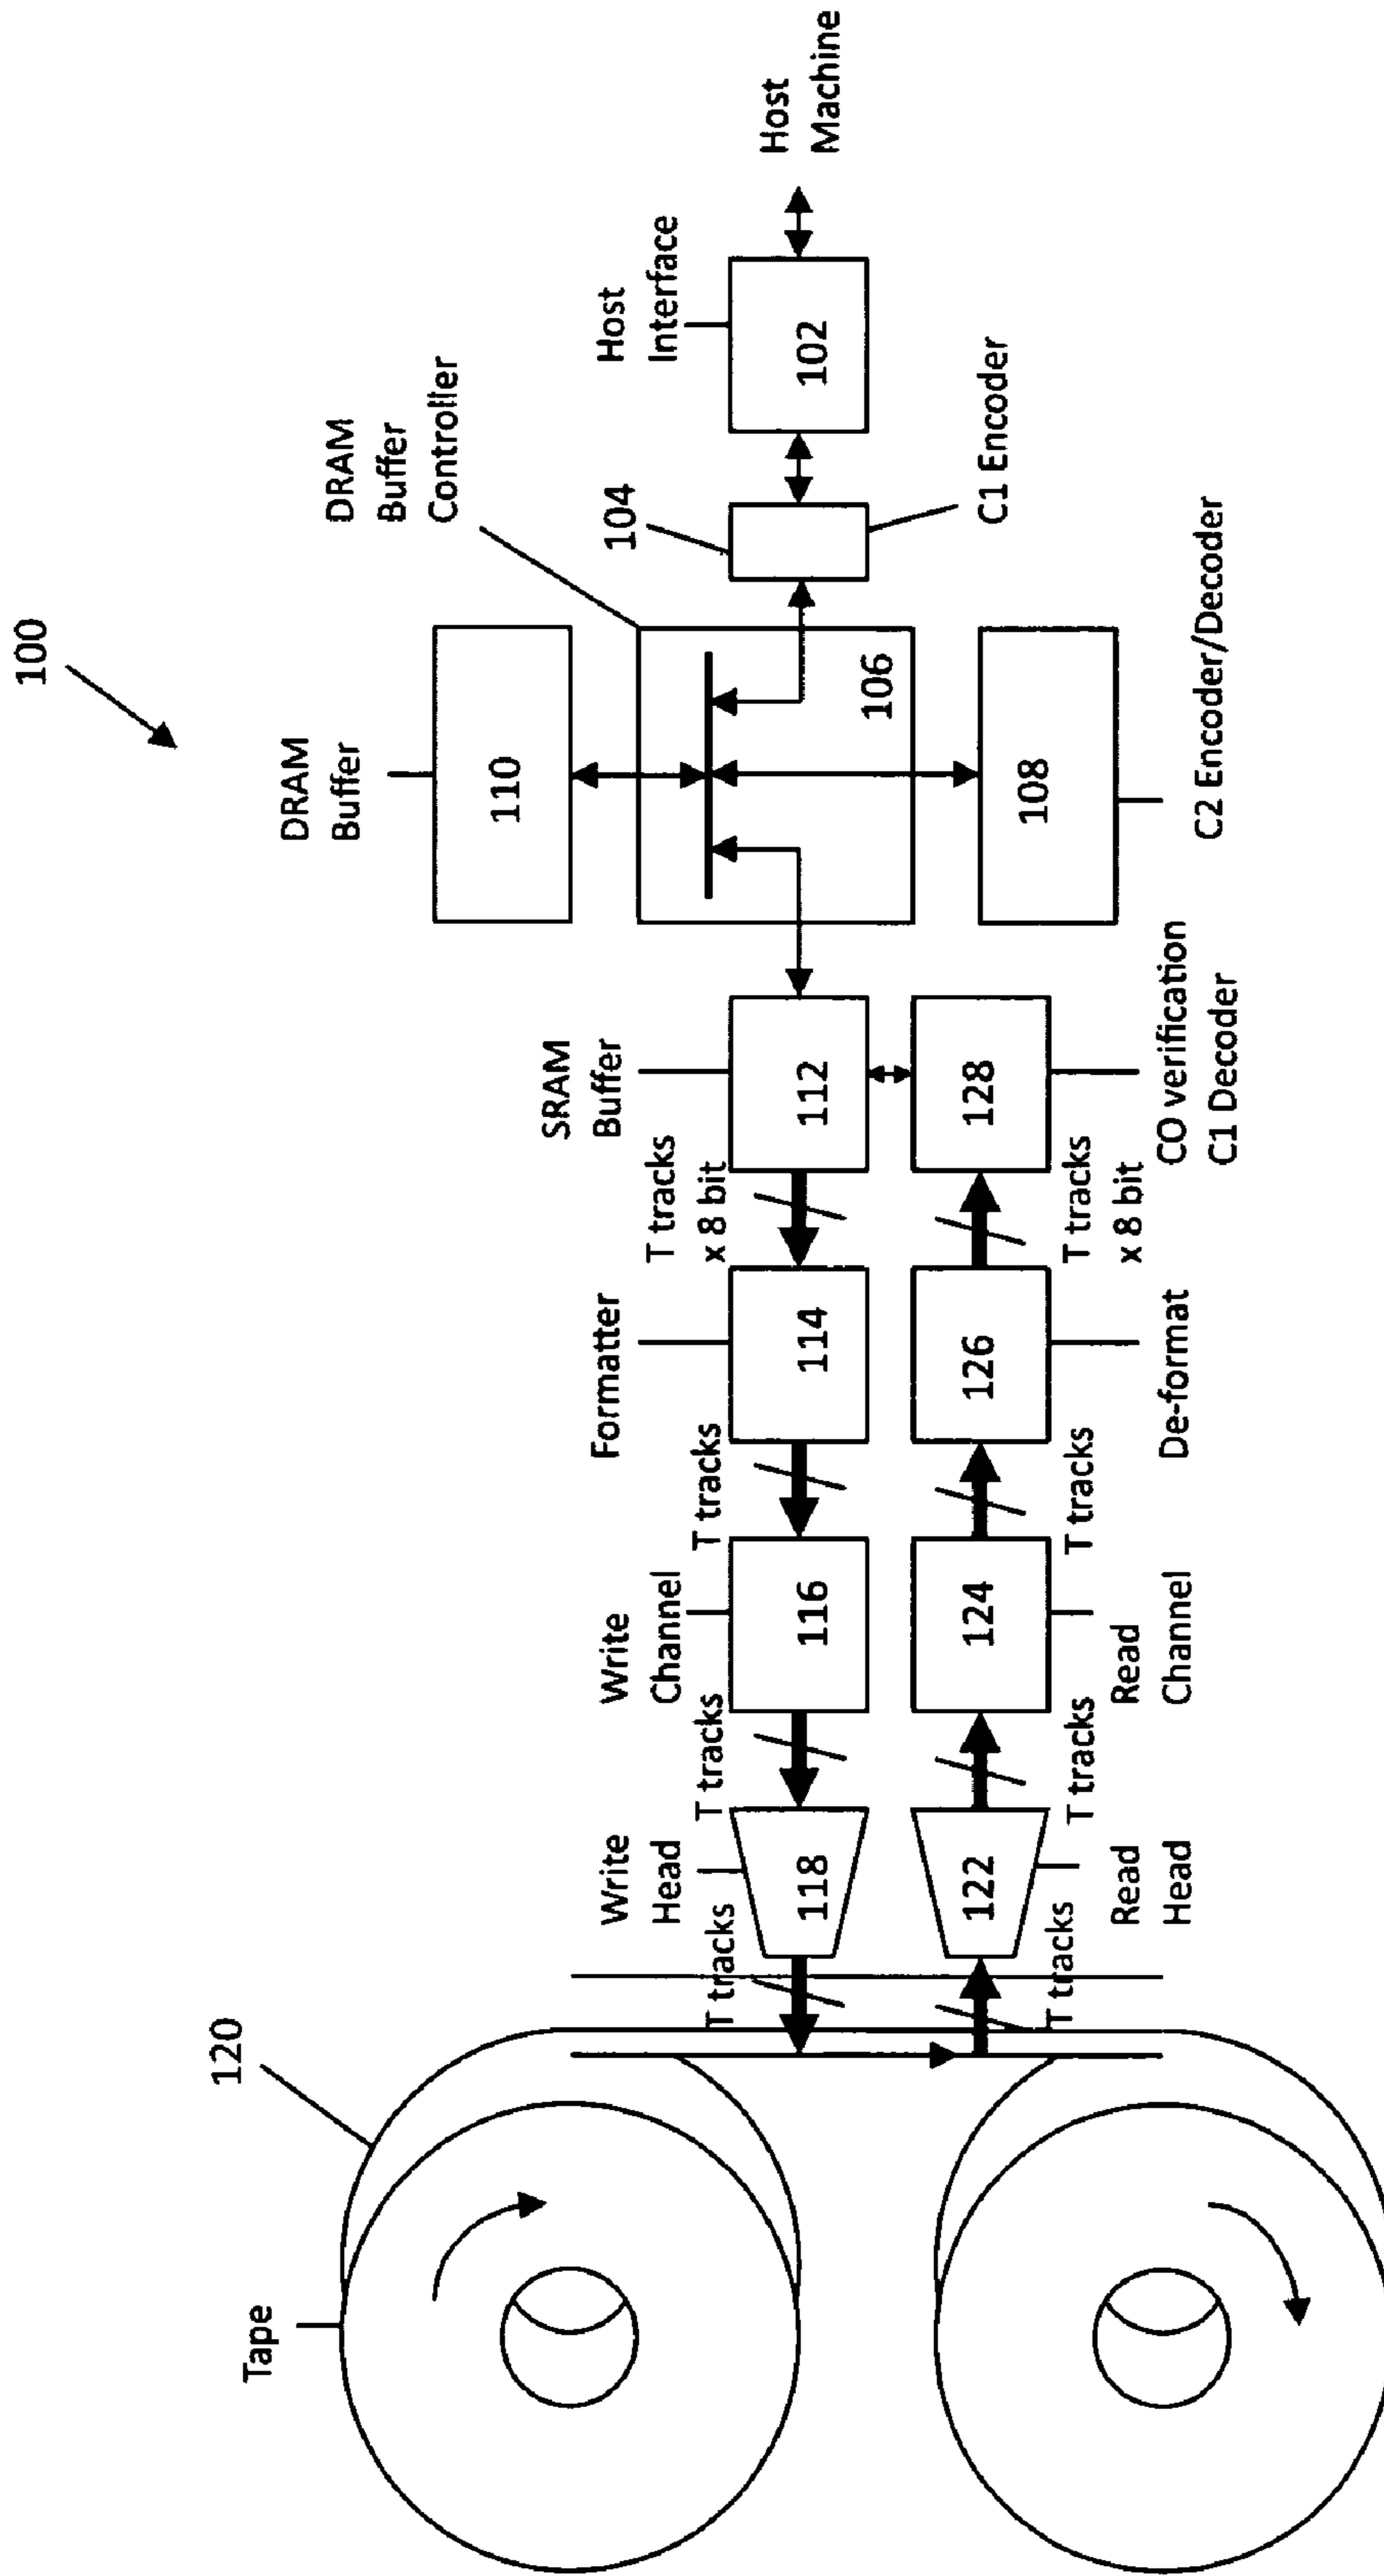 100
DRAM
Buffer
DRAM
Buffer
Controller
110
106
108
C2 Encoder/Decoder
104
C1 Encoder
Host
Interface
102
Host
Machine
SRAM
Buffer
112
128
CO verification
C1 Decoder
T tracks
x 8 bit
T tracks
x 8 bit
Formatter
114
126
De-format
T tracks
T tracks
Write
Channel
116
124
Read
Channel
T tracks
T tracks
Write
Head
118
122
Read
Head
T tracks
T tracks
120
Tape